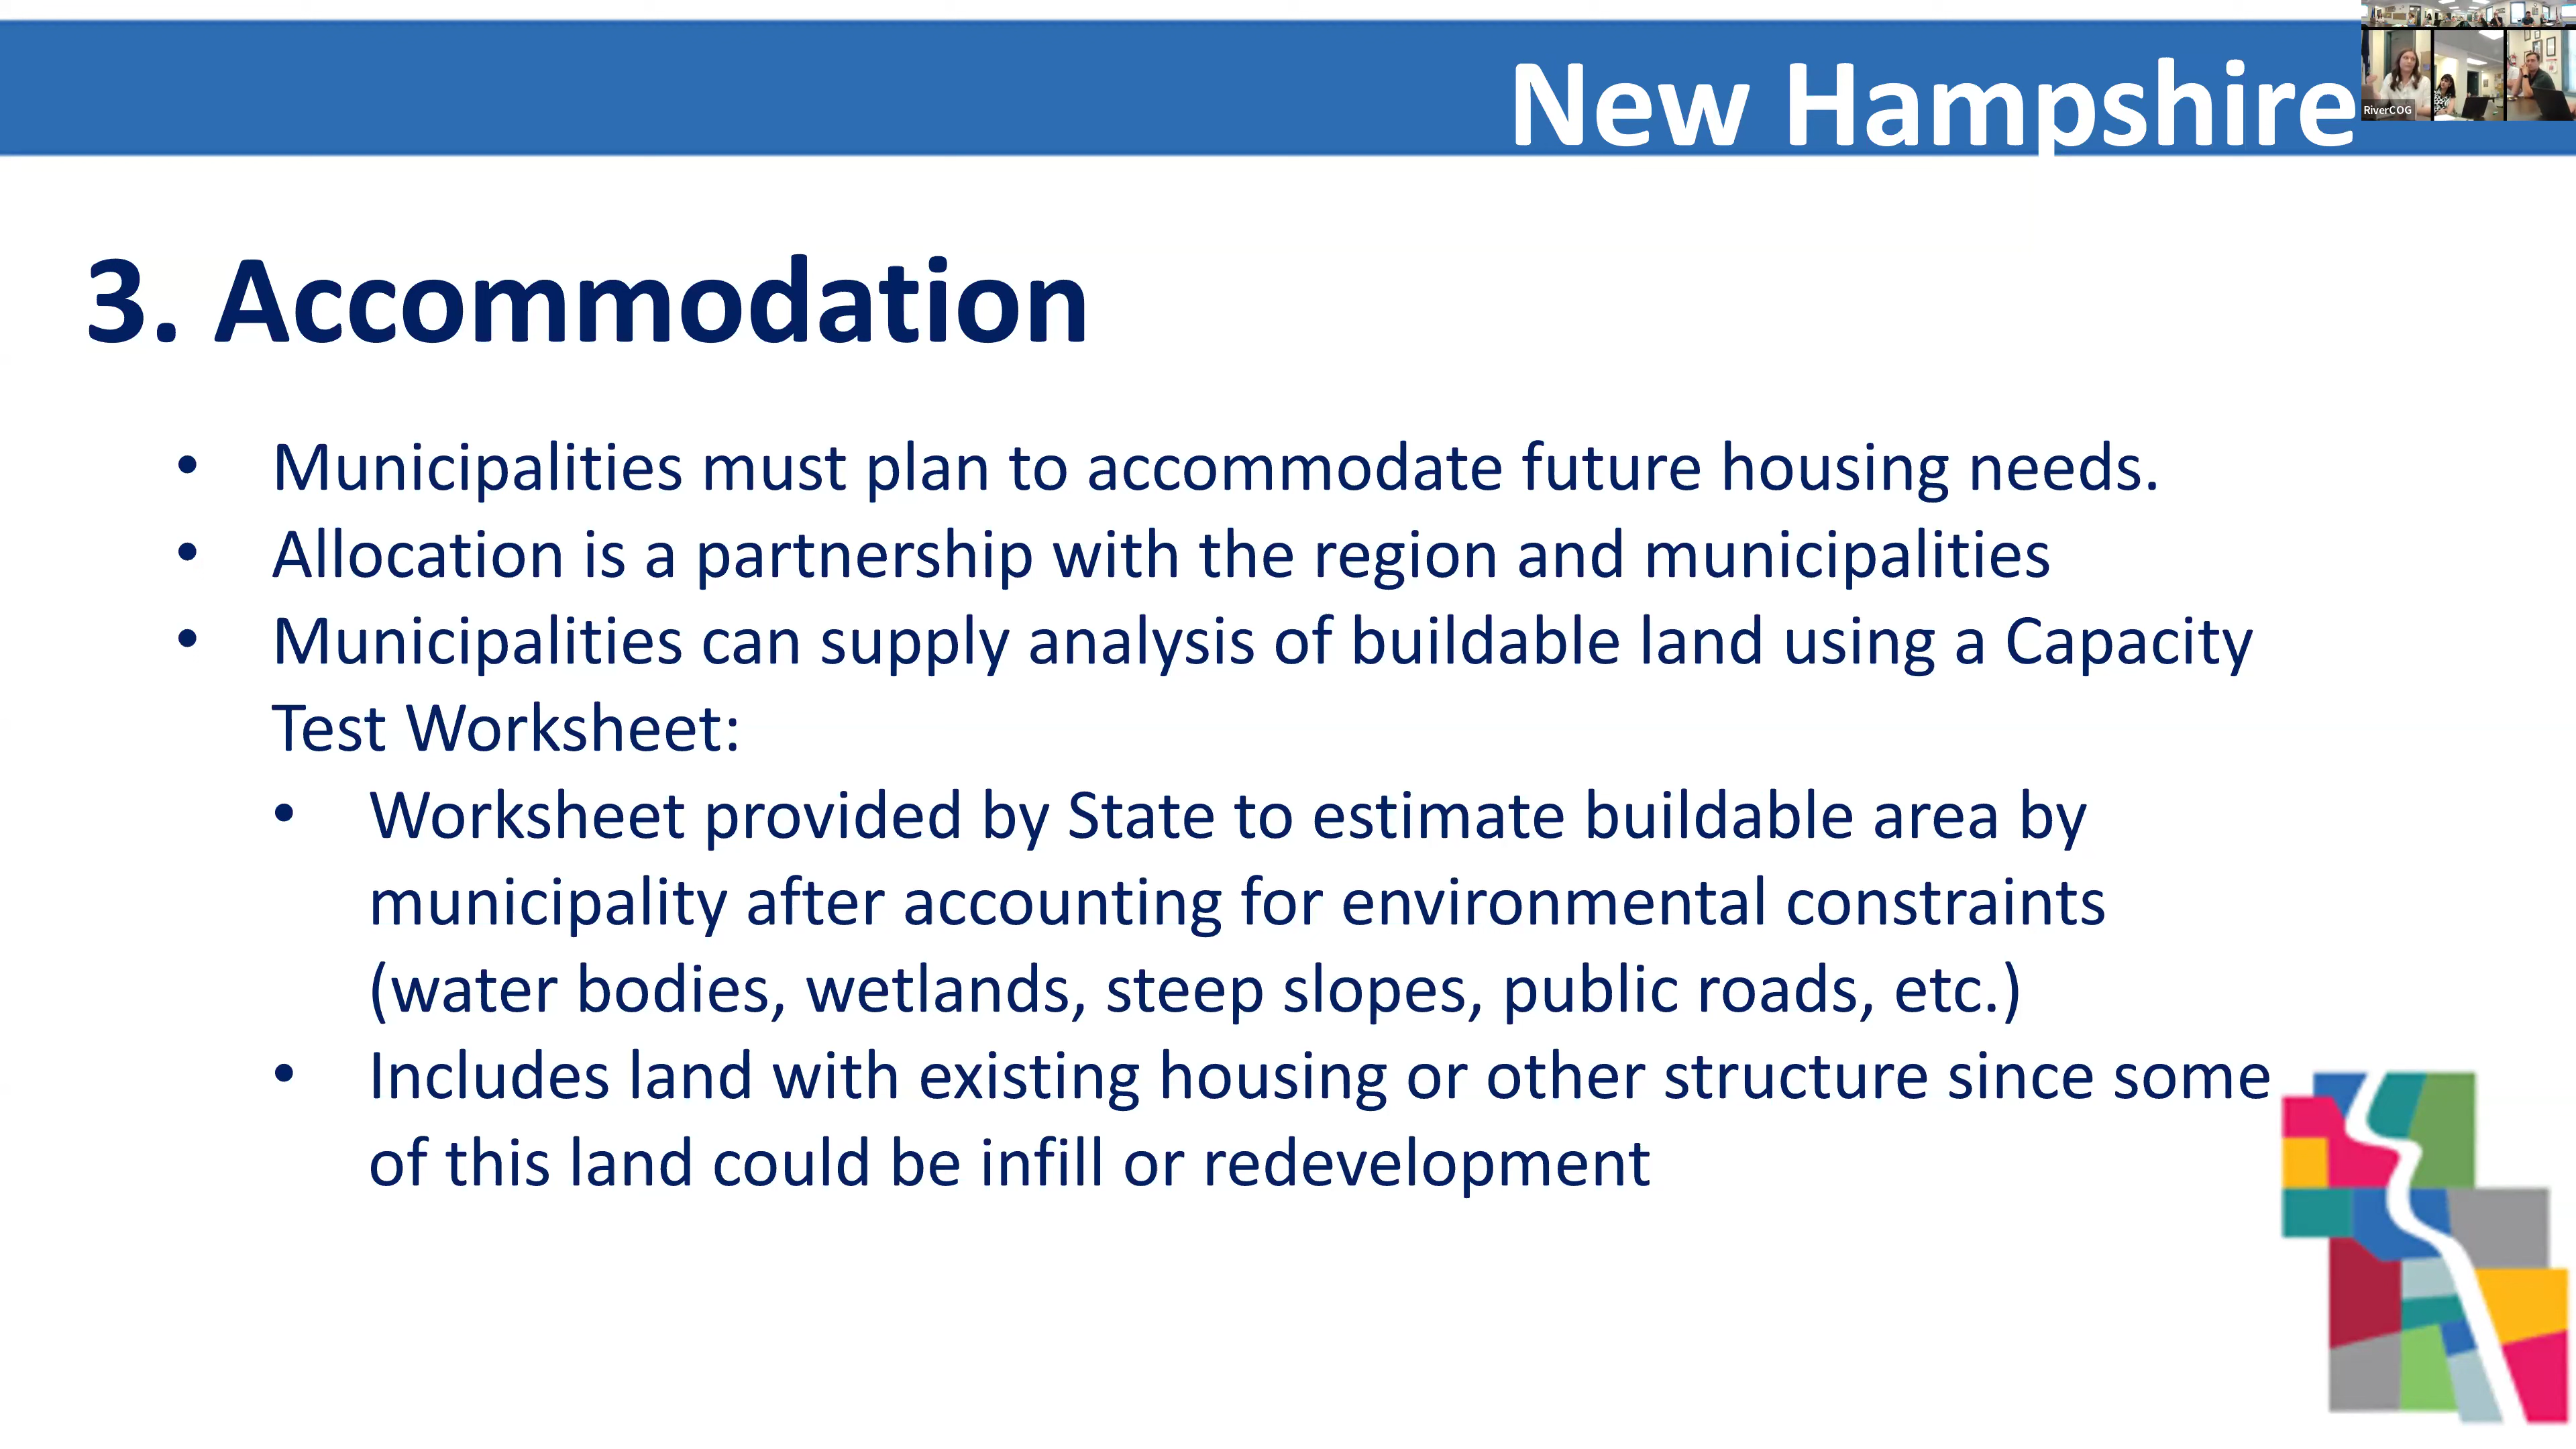 New Hampshire
RiverCOG
3. Accommodation
• Municipalities must plan to accommodate future housing needs.
• Allocation is a partnership with the region and municipalities
• Municipalities can supply analysis of buildable land using a Capacity
Test Worksheet:
• Worksheet provided by State to estimate buildable area by
municipality after accounting for environmental constraints
(water bodies, wetlands, steep slopes, public roads, etc.)
• Includes land with existing housing or other structure since some
of this land could be infill or redevelopment